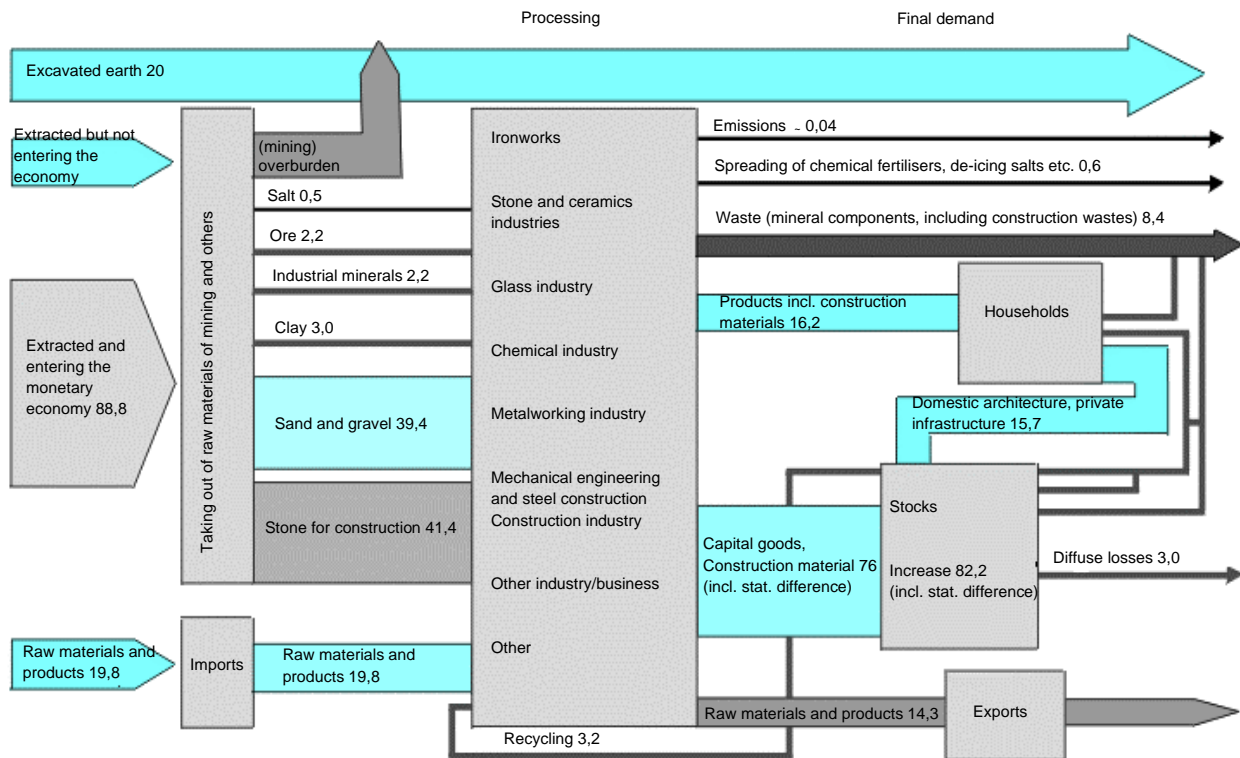 Processing
Final demand
Excavated earth 20
Extracted but not
entering the
economy
(mining)
overburden
Salt 0,5
Ore 2,2
Industrial minerals 2,2
Clay 3,0
Extracted and
entering the
monetary
economy 88,8
Taking out of raw materials of mining and others
Sand and gravel 39,4
Stone for construction 41,4
Raw materials and
products 19,8
Imports
Raw materials and
products 19,8
Ironworks
Stone and ceramics
industries
Glass industry
Chemical industry
Metalworking industry
Mechanical engineering
and steel construction
Construction industry
Other industry/business
Other
Recycling 3,2
Emissions ~ 0,04
Spreading of chemical fertilisers, de-icing salts etc. 0,6
Waste (mineral components, including construction wastes) 8,4
Products incl. construction
materials 16,2
Households
Domestic architecture, private
infrastructure 15,7
Capital goods,
Construction material 76
(incl. stat. difference)
Stocks
Increase 82,2
(incl. stat. difference)
Diffuse losses 3,0
Raw materials and products 14,3
Exports